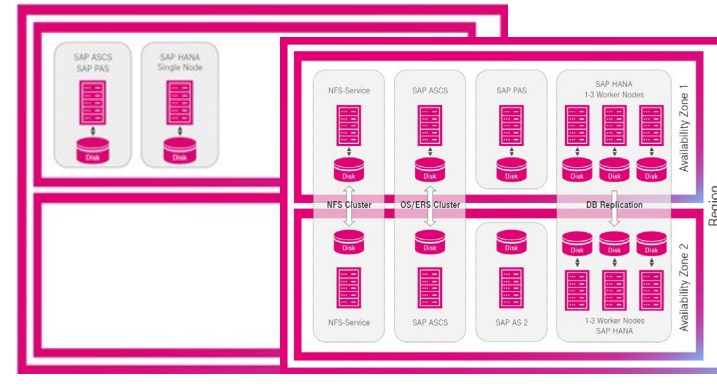 SAP ASCS
SAP PAS
SAP HANA
Single Node
Disk
Disk
NFS-Service
SAP ASCS
SAP PAS
SAP HANA
1-3 Worker Nodes
Disk
Disk
Disk
Disk
Disk
Disk
Availability Zone 1
NFS Cluster
OS/ERS Cluster
DB Replication
Region
Disk
Disk
Disk
Disk
Disk
Disk
NFS-Service
SAP ASCS
SAP AS 2
1-3 Worker Nodes
SAP HANA
Availability Zone 2